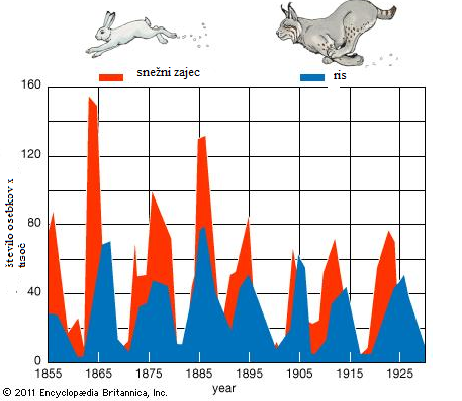 snežni zajec
ris
število osebkov x
tisoč
160
120
80
40
0
1855 1865 1875 1885 1895 1905 1915 1925
year
© 2011 Encyclopædia Britannica, Inc.